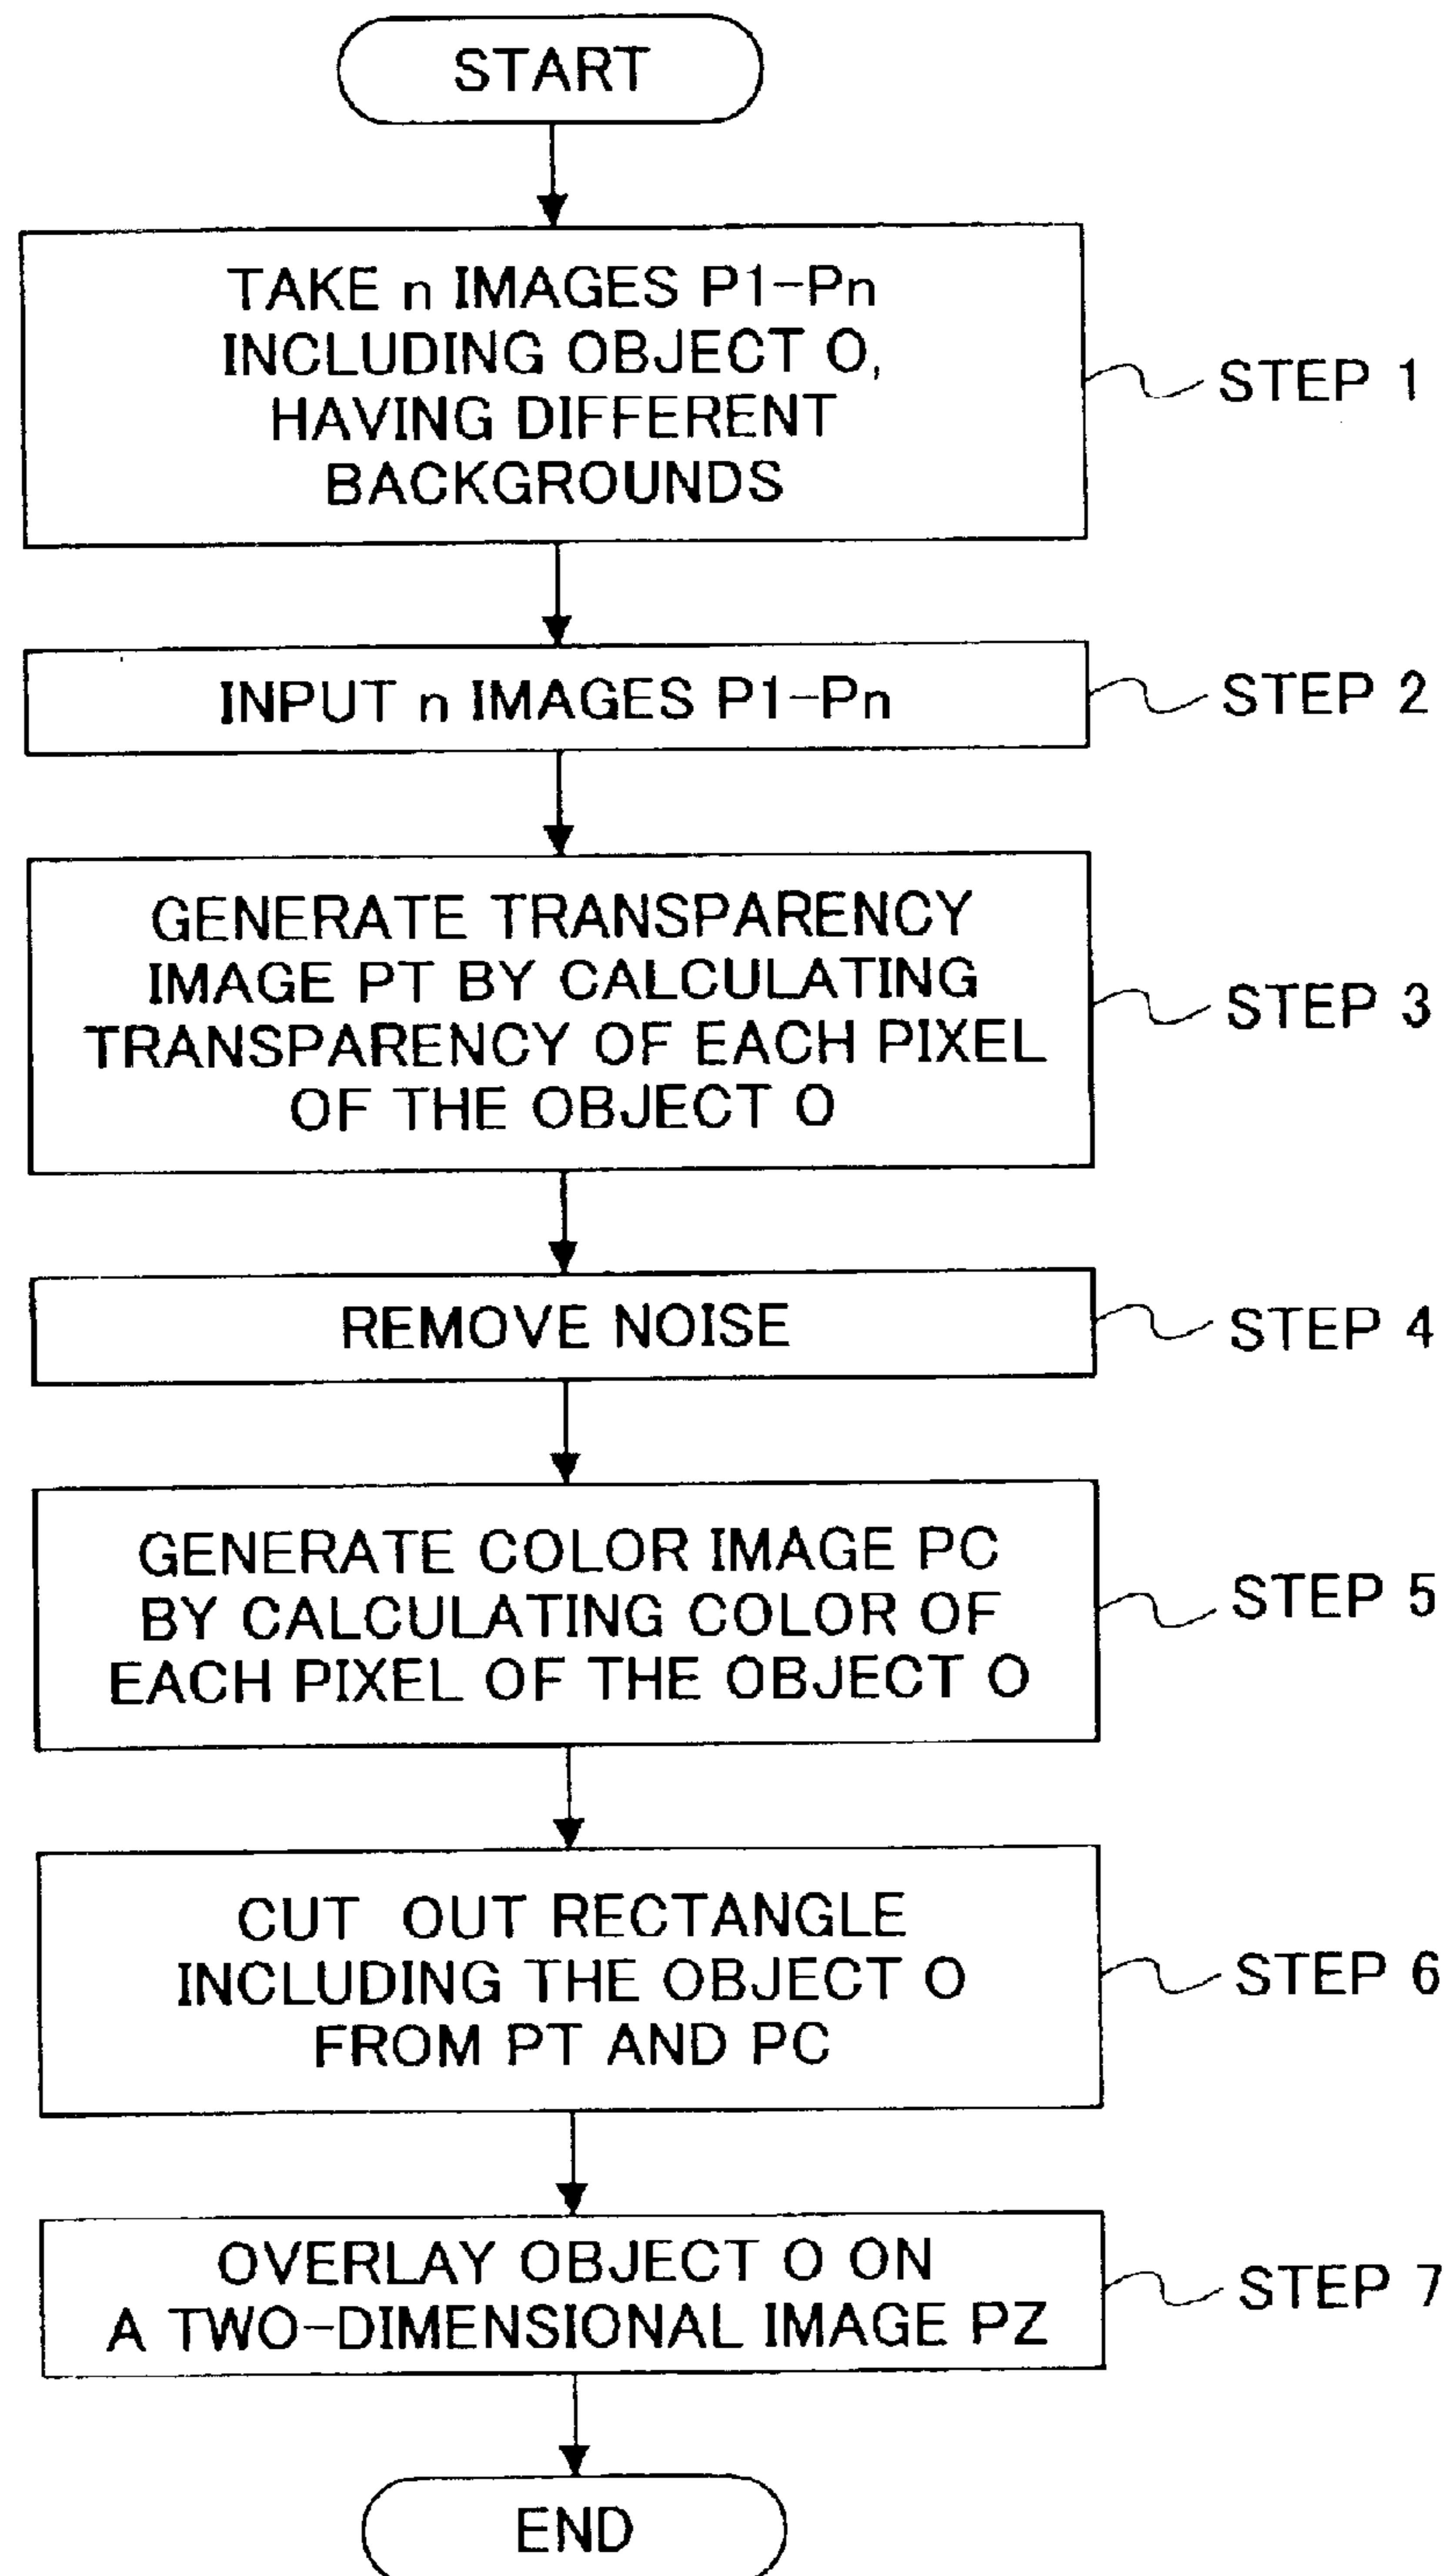 START
TAKE n IMAGES P1-Pn
INCLUDING OBJECT O,
HAVING DIFFERENT
BACKGROUNDS
STEP 1
INPUT n IMAGES P1-Pn
STEP 2
GENERATE TRANSPARENCY
IMAGE PT BY CALCULATING
TRANSPARENCY OF EACH PIXEL
OF THE OBJECT O
STEP 3
REMOVE NOISE
STEP 4
GENERATE COLOR IMAGE PC
BY CALCULATING COLOR OF
EACH PIXEL OF THE OBJECT O
STEP 5
CUT OUT RECTANGLE
INCLUDING THE OBJECT O
FROM PT AND PC
STEP 6
OVERLAY OBJECT O ON
A TWO-DIMENSIONAL IMAGE PZ
STEP 7
END